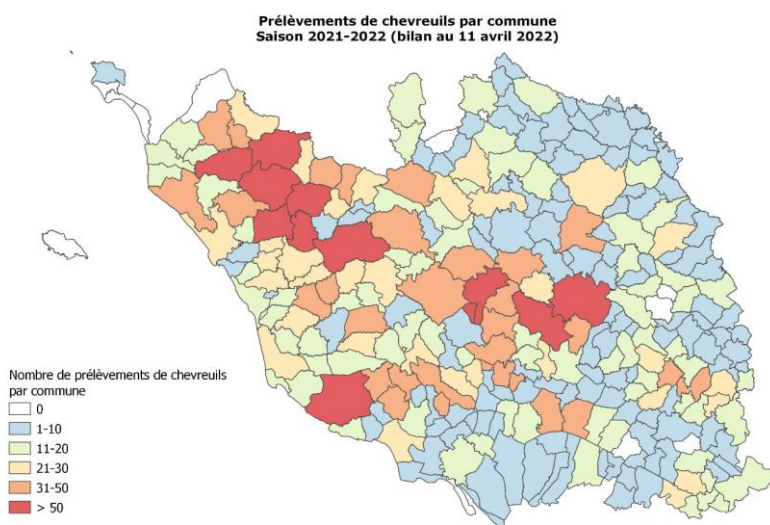 Prélèvements de chevreuils par commune
Saison 2021-2022 (bilan au 11 avril 2022)
Nombre de prélèvements de chevreuils
par commune
0
1-10
11-20
21-30
31-50
> 50